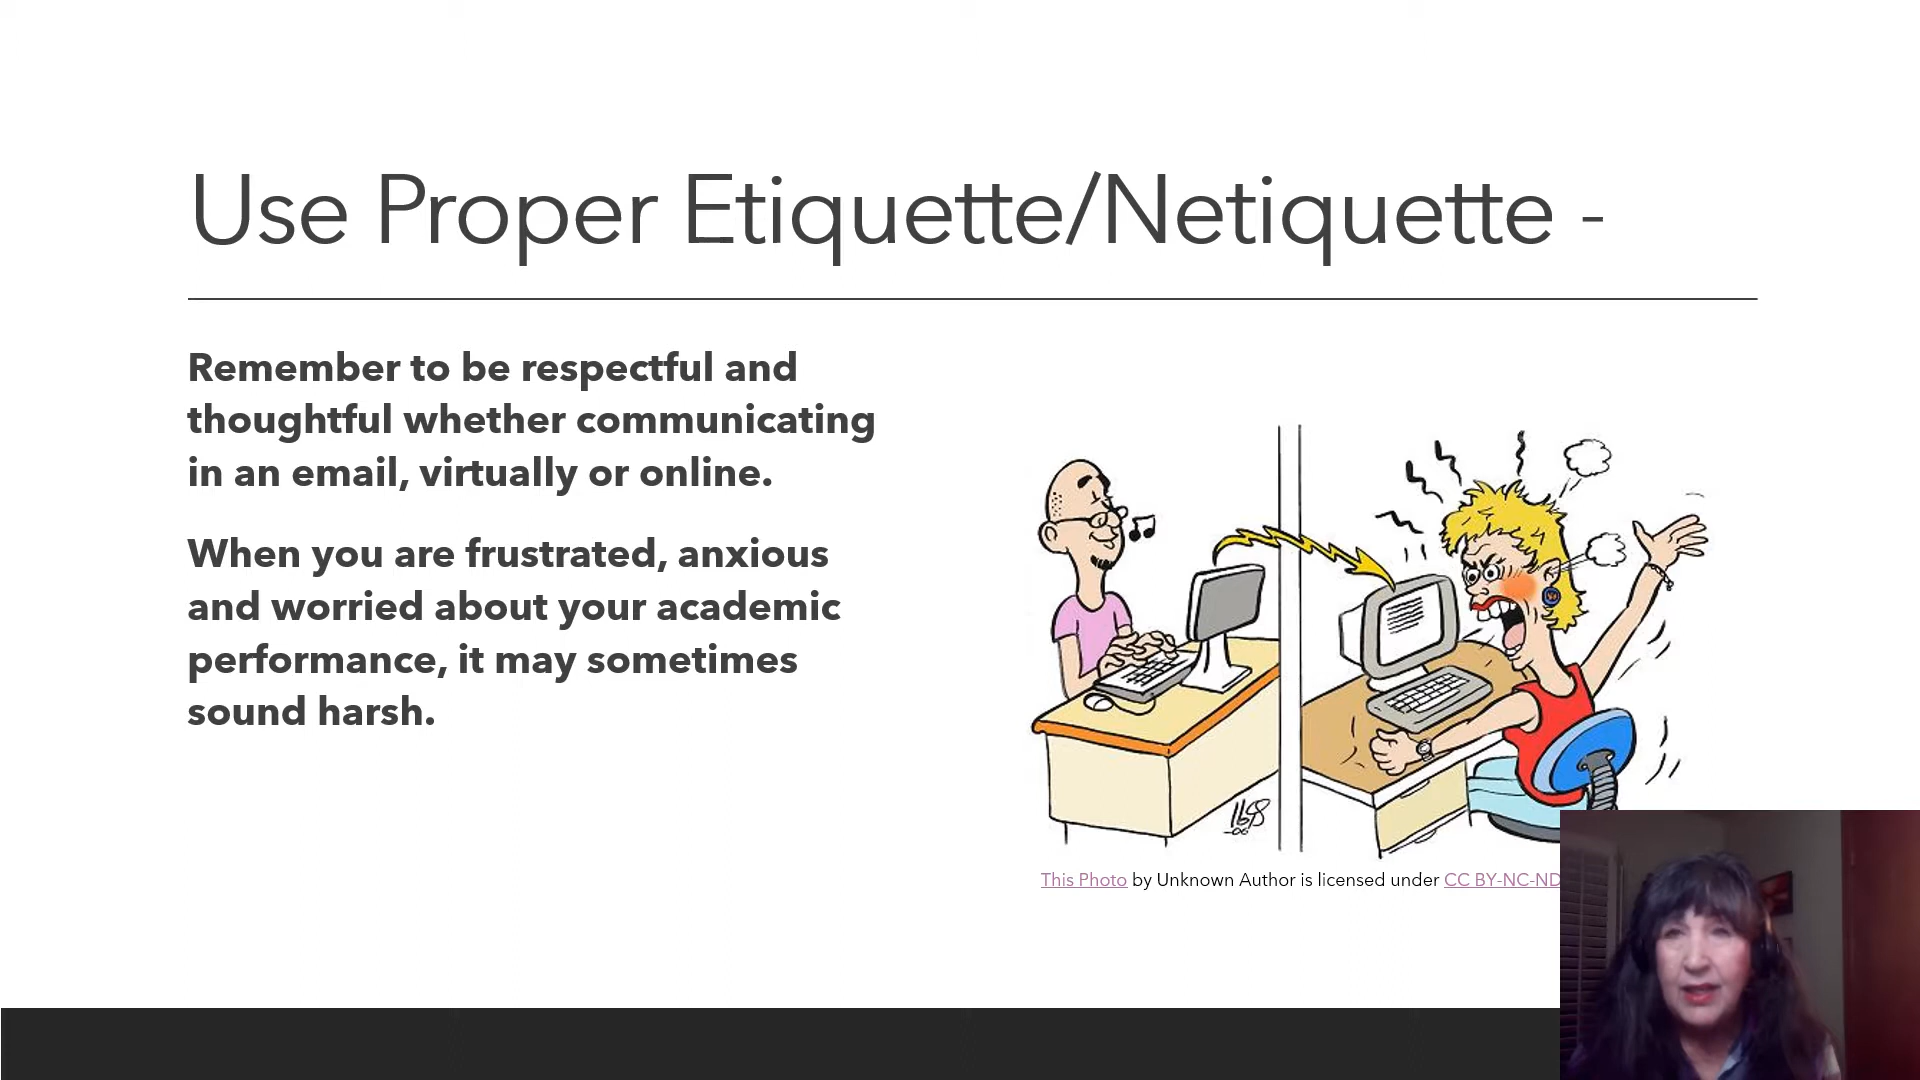 Use Proper Etiquette/Netiquette -
Remember to be respectful and
thoughtful whether communicating
in an email, virtually or online.
When you are frustrated, anxious
and worried about your academic
performance, it may sometimes
sound harsh.
This Photo by Unknown Author is licensed under CC BY-NC-ND